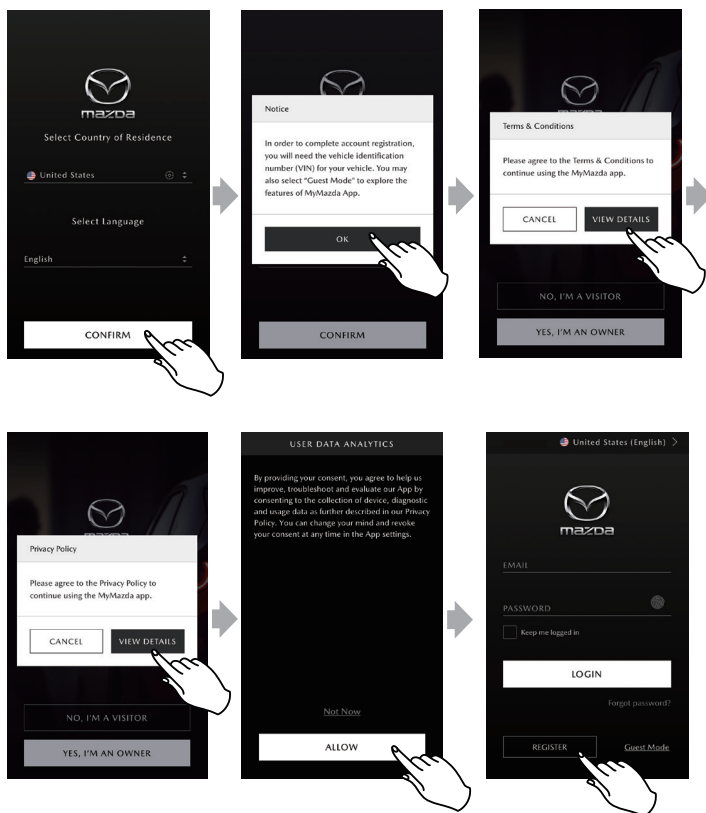 mazda
Select Country of Residence
United States
Select Language
English
CONFIRM
Notice
In order to complete account registration,
you will need the vehicle identification
number (VIN) for your vehicle. You may
also select "Guest Mode" to explore the
features of MyMazda App.
OK
CONFIRM
Terms & Conditions
Please agree to the Terms & Conditions to
continue using the MyMazda app.
CANCEL
VIEW DETAILS
NO, I'M A VISITOR
YES, I'M AN OWNER
Privacy Policy
Please agree to the Privacy Policy to
continue using the MyMazda app.
CANCEL
VIEW DETAILS
NO, I'M A VISITOR
YES, I'M AN OWNER
USER DATA ANALYTICS
By providing your consent, you agree to help us
improve, troubleshoot and evaluate our App by
consenting to the collection of device, diagnostic
and usage data as further described in our Privacy
Policy. You can change your mind and revoke
your consent at any time in the App settings.
Not Now
ALLOW
United States (English)
mazda
EMAIL
PASSWORD
Keep me logged in
LOGIN
Forgot password?
REGISTER
Guest Mode